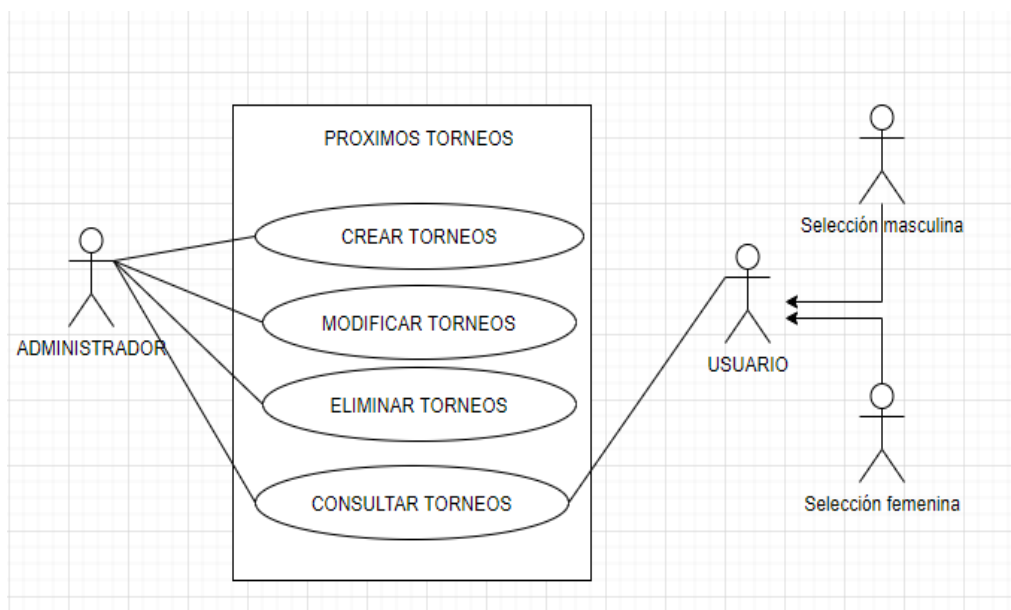 PROXIMOS TORNEOS
CREAR TORNEOS
MODIFICAR TORNEOS
ELIMINAR TORNEOS
CONSULTAR TORNEOS
ADMINISTRADOR
USUARIO
Selección masculina
Selección femenina